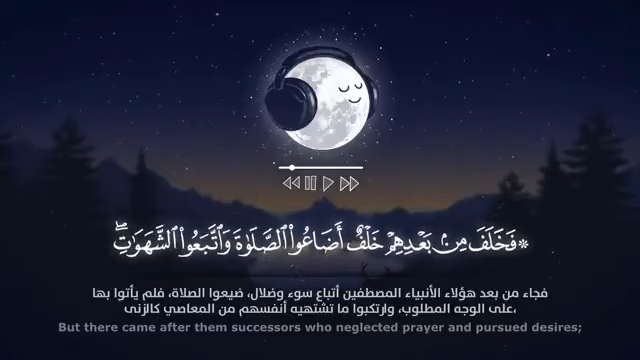 ۞ فَخَلَفَ مِنۢ بَعْدِهِمْ خَلْفٌ أَضَاعُوا۟ ٱلصَّلَوٰةَ وَٱتَّبَعُوا۟ ٱلشَّهَوَٰتِۖ
فجاء من بعد هؤلاء الأنبياء المصطفين أتباع سوء وضلال، ضيعوا الصلاة، فلم يأتوا بها
على الوجه المطلوب، وارتكبوا ما تشتهيه أنفسهم من المعاصي كالزنى،
But there came after them successors who neglected prayer and pursued desires;